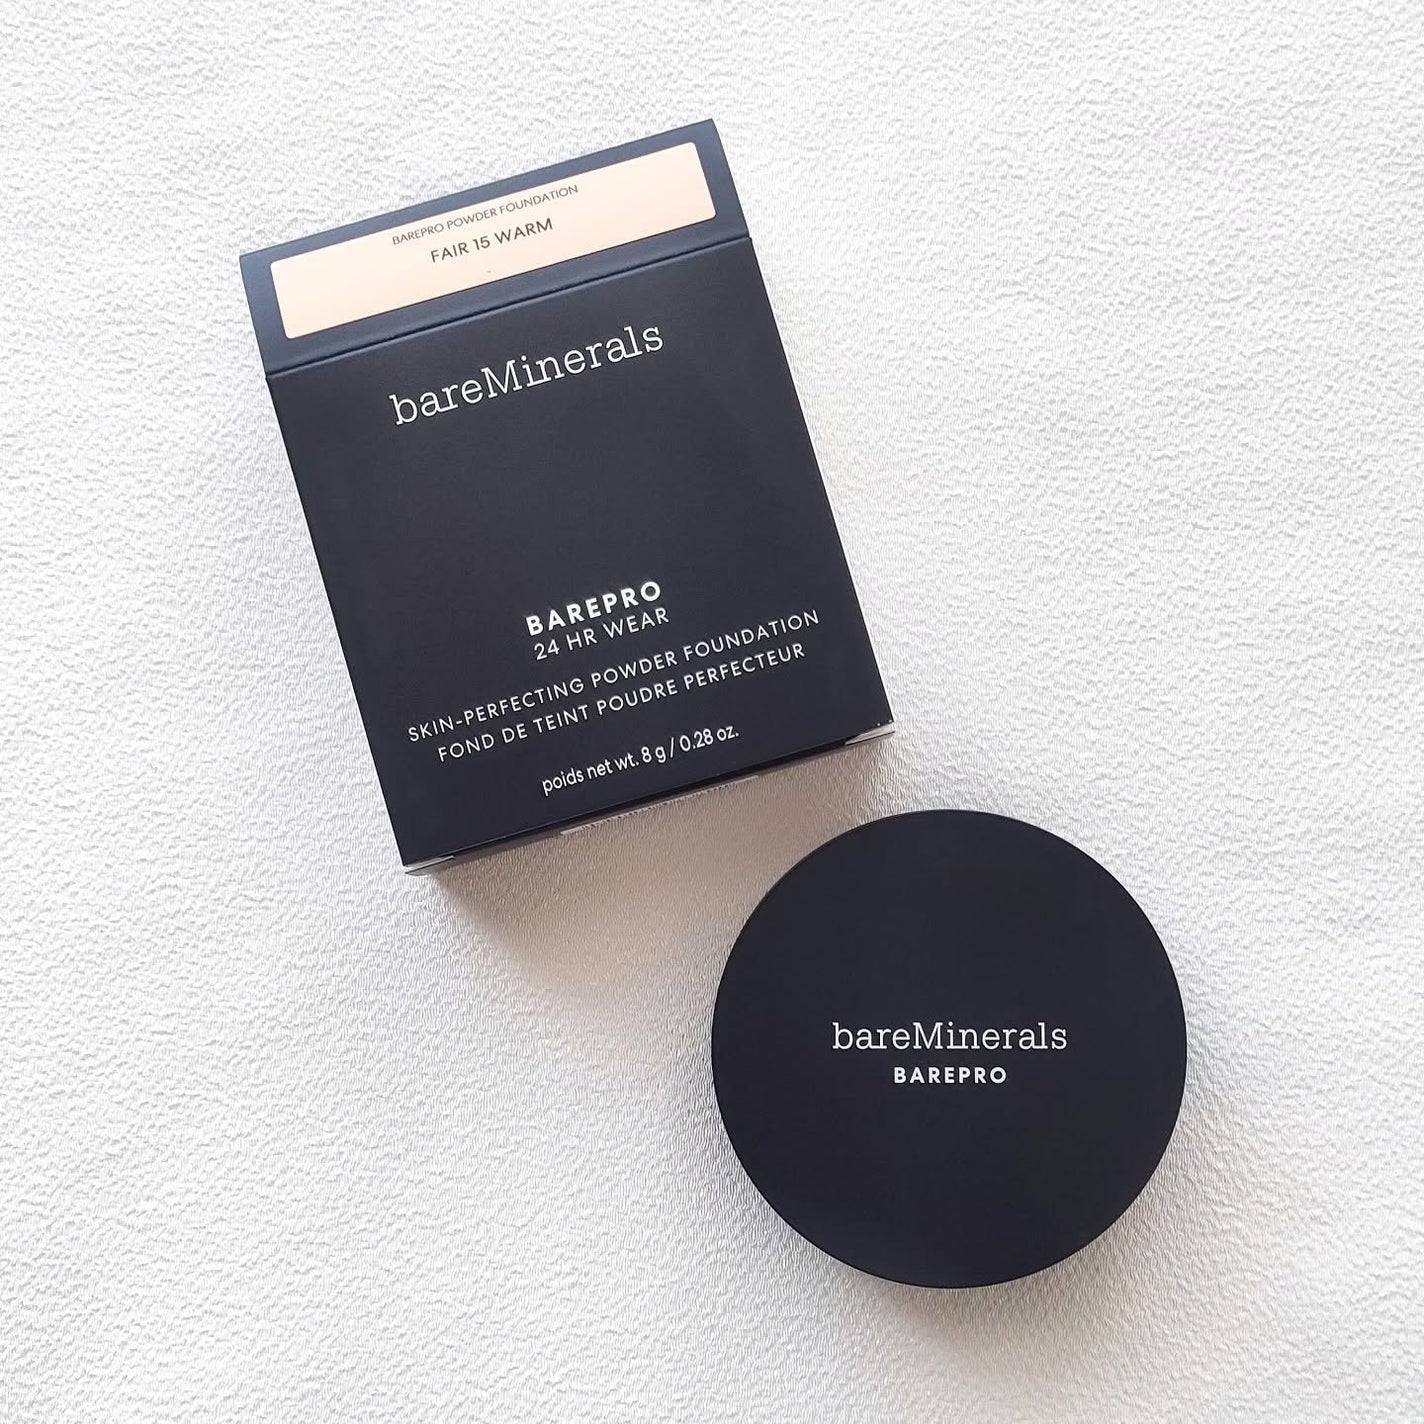 BAREPRO POWDER FOUNDATION
FAIR 15 WARM
bareMinerals
BAREPRO
24 HR WEAR
SKIN-PERFECTING POWDER FOUNDATION
FOND DE TEINT POUDRE PERFECTEUR
poids net wt. 8 g / 0.28 oz.
bareMinerals
BAREPRO